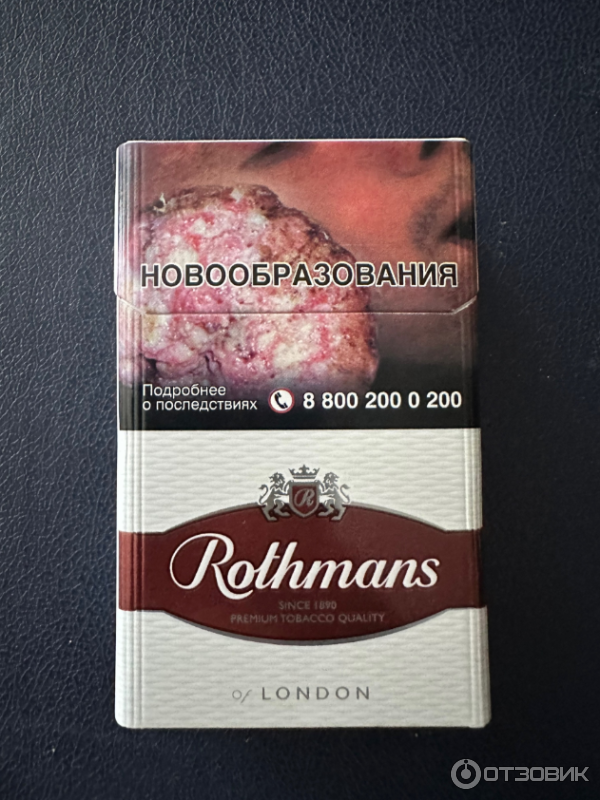 НОВООБРАЗОВАНИЯ
Подробнее
о последствиях 8 800 200 0 200
R
Rothmans
SINCE 1890
PREMIUM TOBACCO QUALITY
of LONDON
ОТЗОВИК